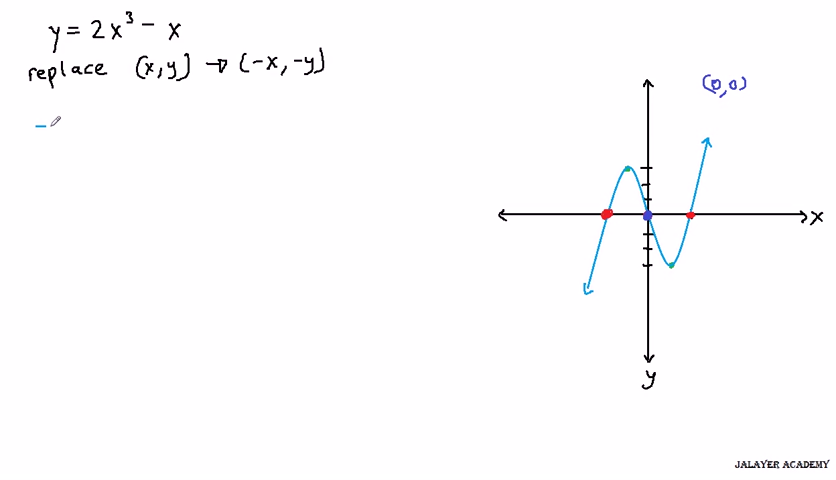 y = 2x³ - x
replace (x,y) → (-x, -y)
(0,0)
-
x
y
JALAYER ACADEMY